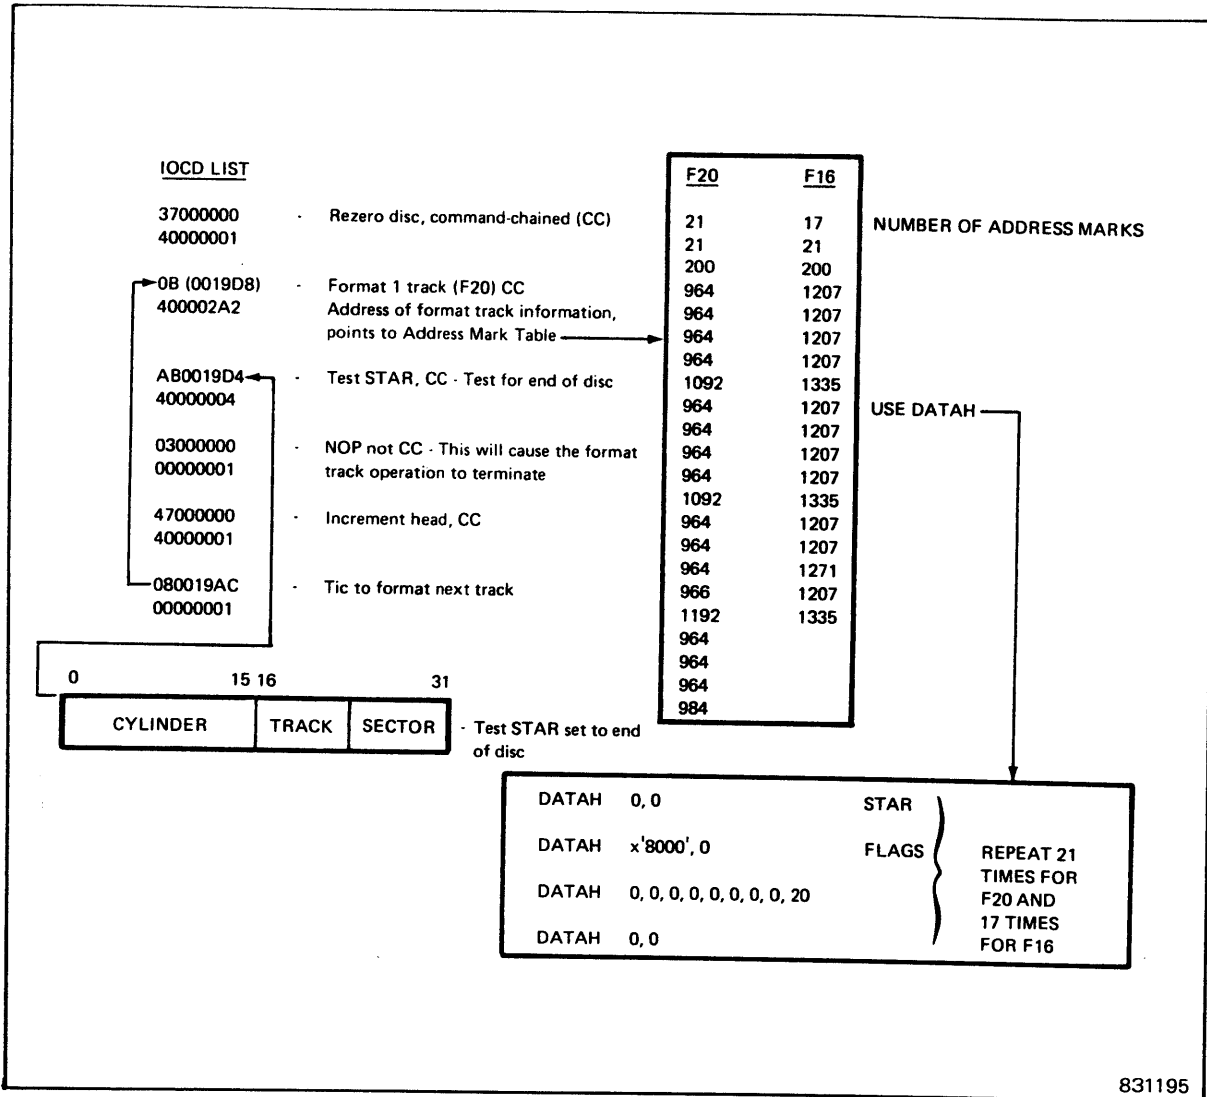 IOCD LIST
37000000 - Rezero disc, command-chained (CC)
40000001
0B (0019D8) - Format 1 track (F20) CC
400002A2 Address of format track information,
points to Address Mark Table
AB0019D4 - Test STAR, CC - Test for end of disc
40000004
03000000 - NOP not CC - This will cause the format
00000001 track operation to terminate
47000000 - Increment head, CC
40000001
080019AC - Tic to format next track
00000001
F20 F16
21 17 NUMBER OF ADDRESS MARKS
21 21
200 200
964 1207
964 1207
964 1207
964 1207
1092 1335
964 1207 USE DATAH
964 1207
964 1207
964 1207
1092 1335
964 1207
964 1207
964 1271
966 1207
1192 1335
964
964
964
984
0 15 16 31
CYLINDER TRACK SECTOR - Test STAR set to end
of disc
DATAH 0, 0 STAR
DATAH x'8000', 0 FLAGS
DATAH 0, 0, 0, 0, 0, 0, 0, 0, 20
DATAH 0, 0
REPEAT 21
TIMES FOR
F20 AND
17 TIMES
FOR F16
831195